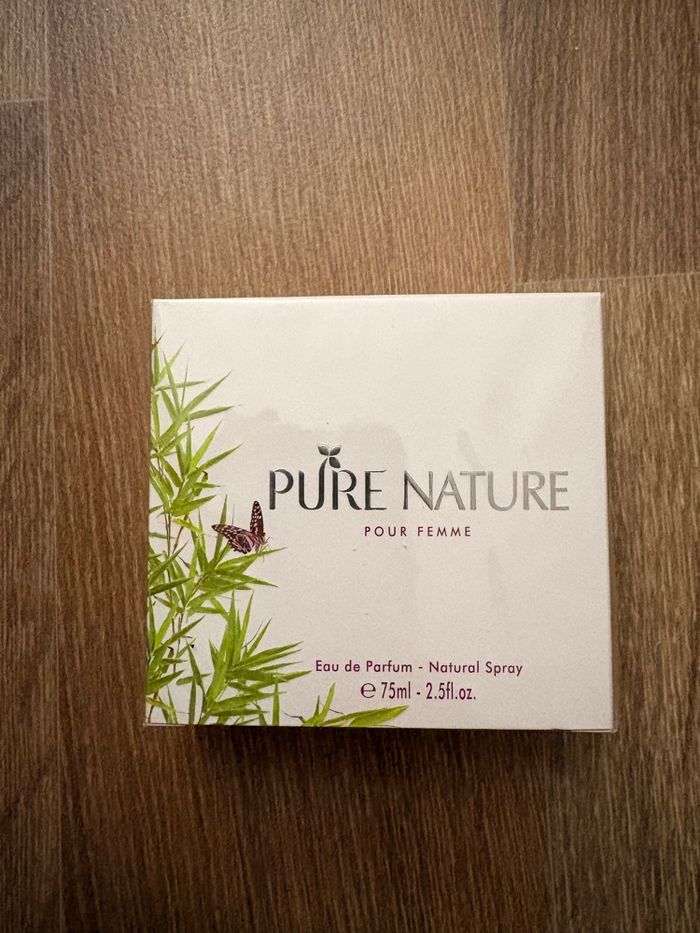 PURE NATURE
POUR FEMME
Eau de Parfum - Natural Spray
℮ 75ml - 2.5fl.oz.